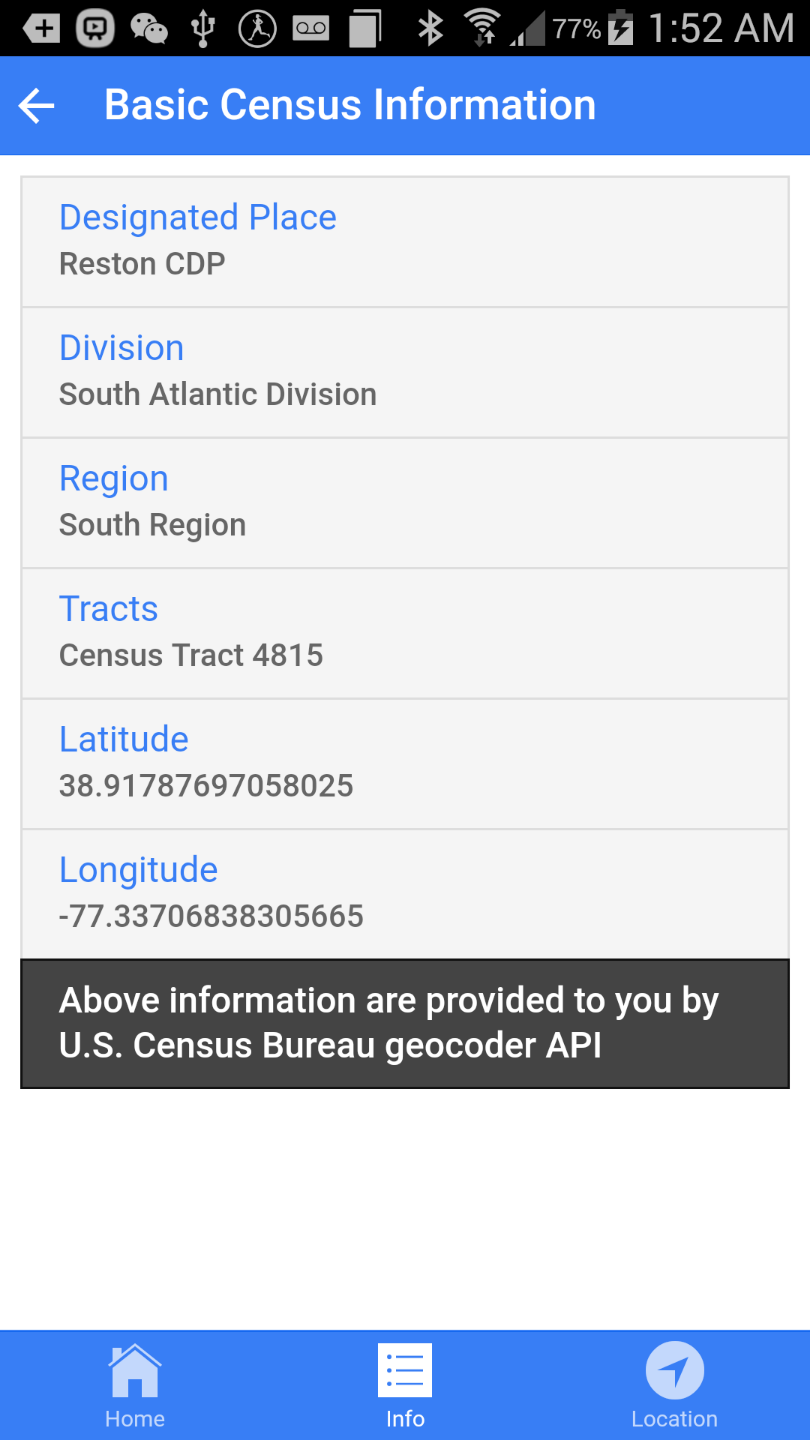 77% 1:52 AM
Basic Census Information
Designated Place
Reston CDP
Division
South Atlantic Division
Region
South Region
Tracts
Census Tract 4815
Latitude
38.91787697058025
Longitude
-77.33706838305665
Above information are provided to you by
U.S. Census Bureau geocoder API
Home Info Location